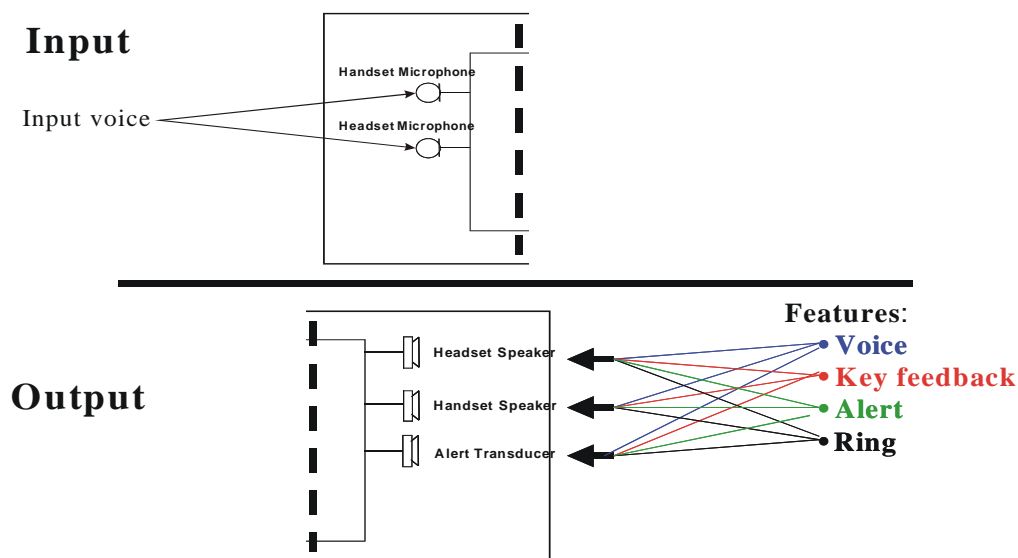 Input
Handset Microphone
Input voice
Headset Microphone
Features:
Headset Speaker
Voice
Key feedback
Output
Handset Speaker
Alert
Alert Transducer
Ring